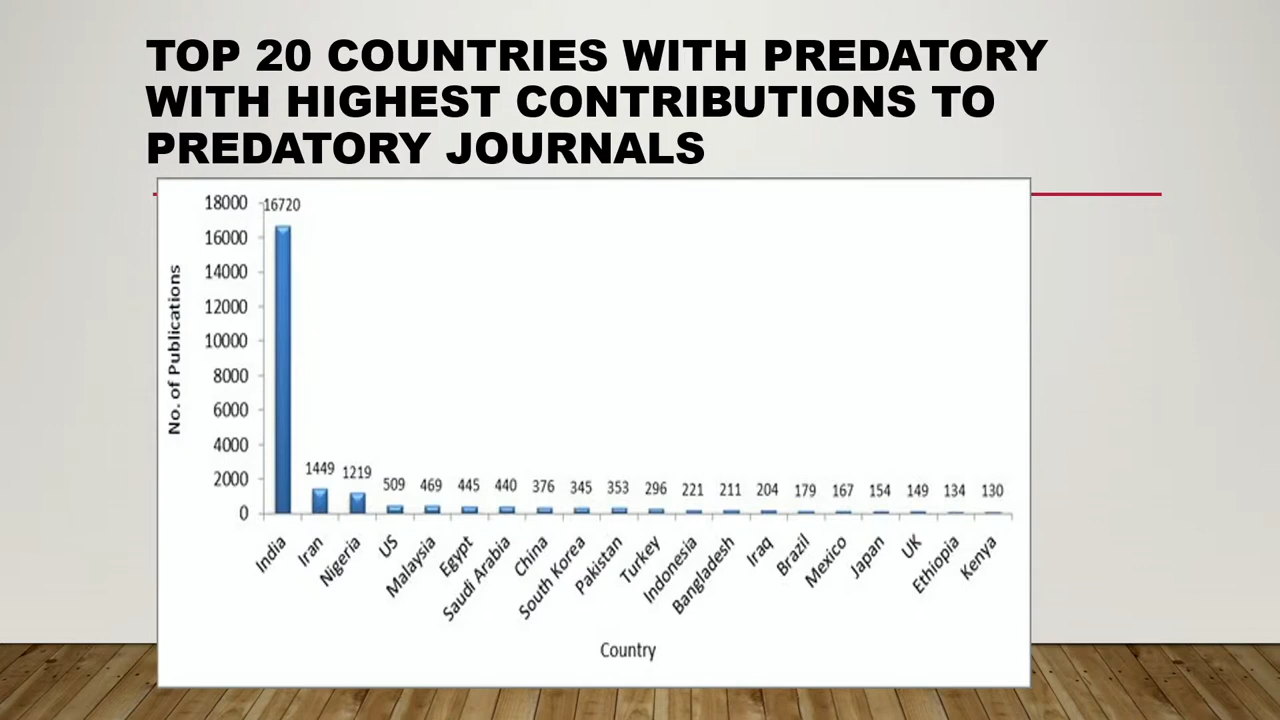 TOP 20 COUNTRIES WITH PREDATORY
WITH HIGHEST CONTRIBUTIONS TO
PREDATORY JOURNALS
No. of Publications
18000
16000
14000
12000
10000
8000
6000
4000
2000
0
16720 1449 1219 509 469 445 440 376 345 353 296 221 211 204 179 167 154 149 134 130
India Iran Nigeria US Malaysia Egypt Saudi Arabia China South Korea Pakistan Turkey Indonesia Bangladesh Iraq Brazil Mexico Japan UK Ethiopia Kenya
Country